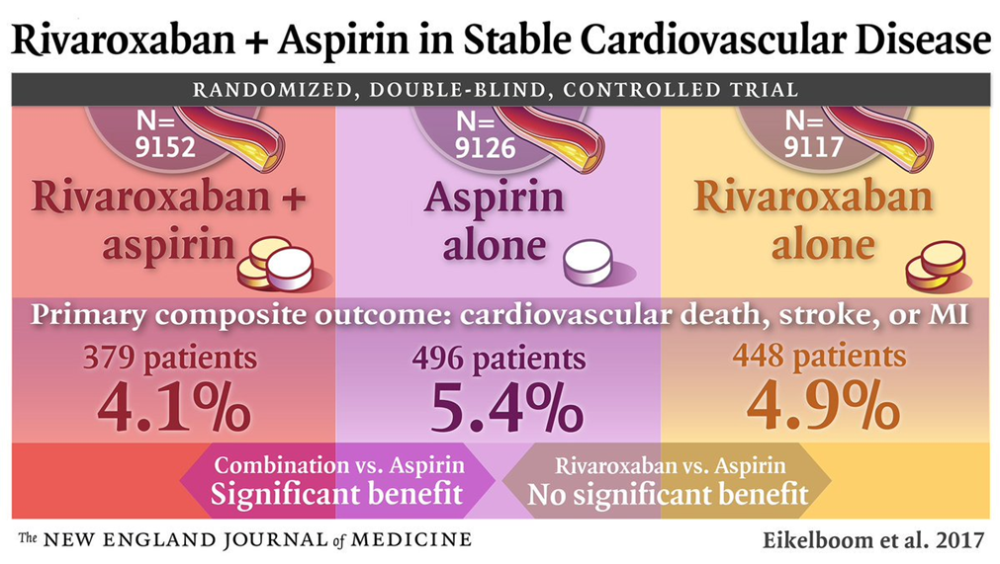 Rivaroxaban + Aspirin in Stable Cardiovascular Disease
RANDOMIZED, DOUBLE-BLIND, CONTROLLED TRIAL
N=
9152
Rivaroxaban +
aspirin
N=
9126
Aspirin
alone
N=
9117
Rivaroxaban
alone
Primary composite outcome: cardiovascular death, stroke, or MI
379 patients
4.1%
496 patients
5.4%
448 patients
4.9%
Combination vs. Aspirin
Significant benefit
Rivaroxaban vs. Aspirin
No significant benefit
The NEW ENGLAND JOURNAL of MEDICINE
Eikelboom et al. 2017